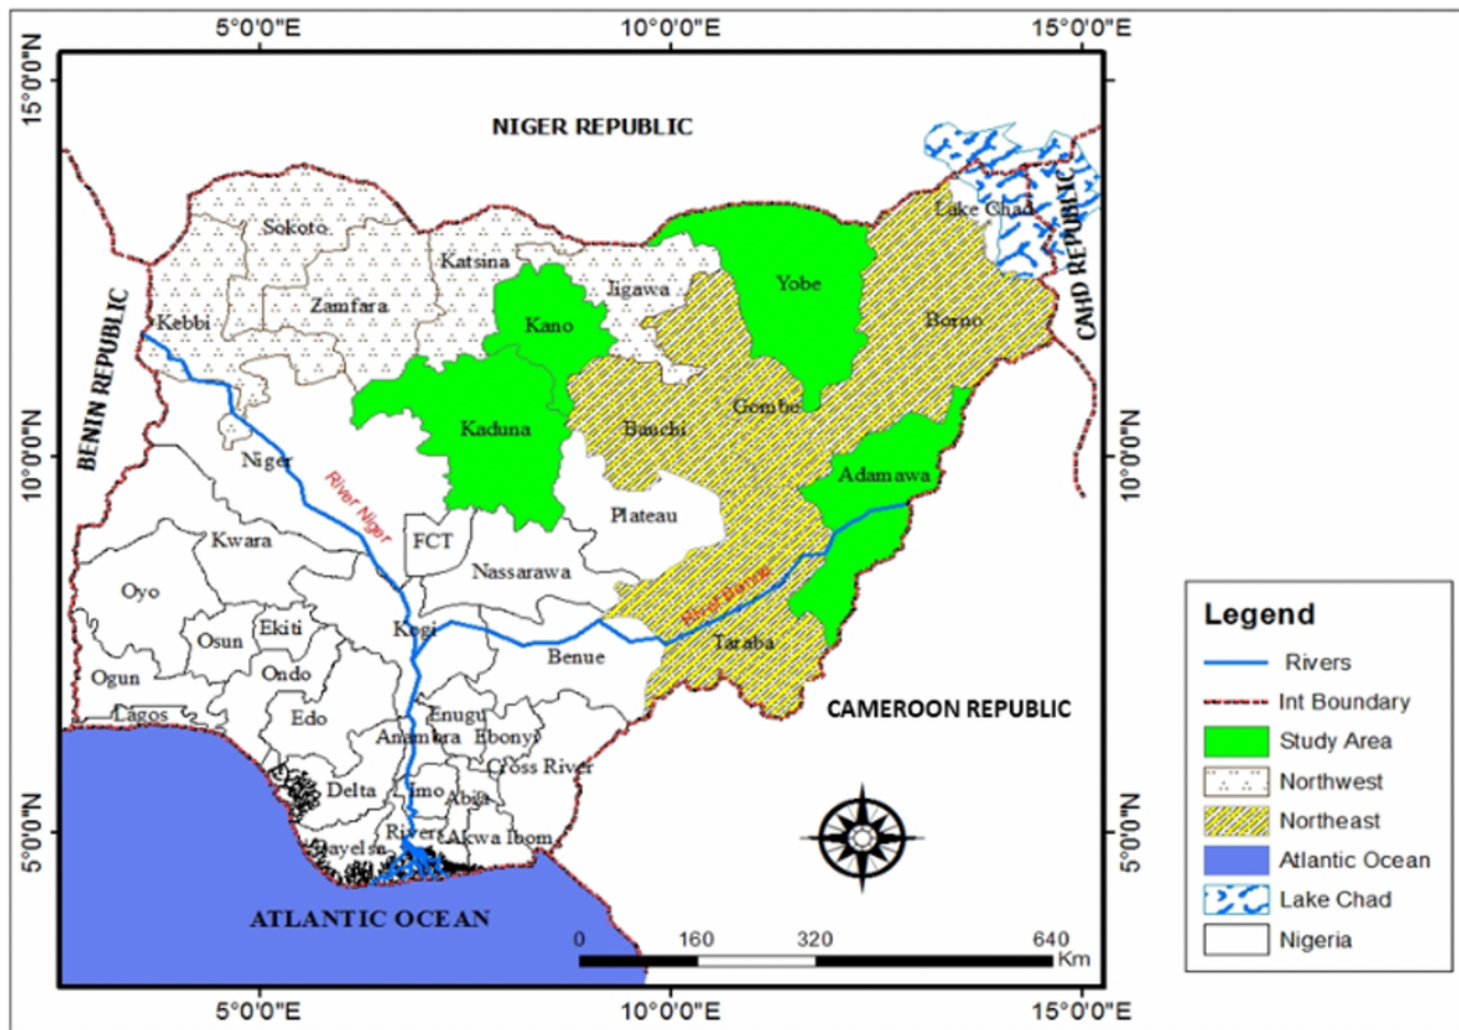 5°0'0"E 10°0'0"E 15°0'0"E
15°0'0"N
NIGER REPUBLIC
Lake Chad
CAHD REPUBLIC
Sokoto
Katsina
Jigawa
Yobe
Zamfara
Kebbi
Kano
Borno
BENIN REPUBLIC
Gombe
Kaduna
Bauchi
10°0'0"N
10°0'0"N
Niger
Adamawa
River Niger
Plateau
Kwara
FCT
Nassarawa
Oyo
River Benue
Osun
Ekiti
Kogi
Taraba
Benue
Ogun
Ondo
Lagos
Edo
Enugu
CAMEROON REPUBLIC
Anambra
Ebonyi
Cross River
Delta
Imo
Abia
5°0'0"N
5°0'0"N
Rivers
Akwa Ibom
Bayelsa
ATLANTIC OCEAN
0 160 320 640
Km
5°0'0"E 10°0'0"E 15°0'0"E
Legend
Rivers
Int Boundary
Study Area
Northwest
Northeast
Atlantic Ocean
Lake Chad
Nigeria